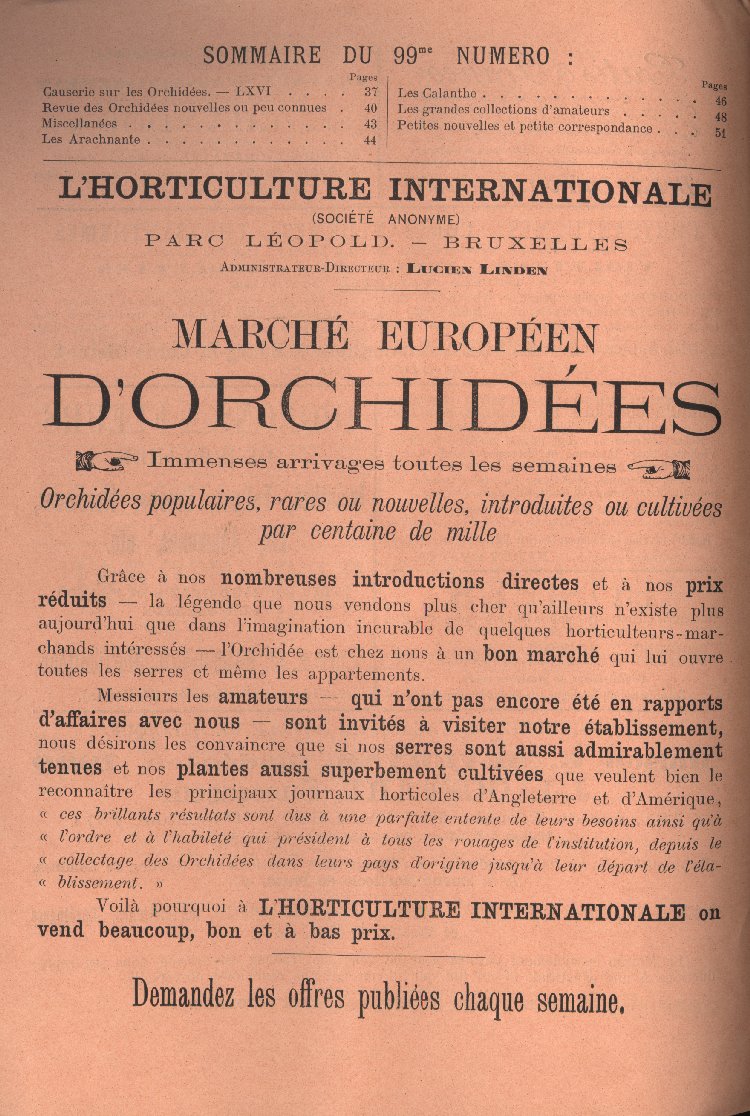 SOMMAIRE DU 99me NUMERO :
Pages
Causerie sur les Orchidées. — LXVI . . . . 37
Revue des Orchidées nouvelles ou peu connues . 40
Miscellanées . . . . . . . . . . . . 43
Les Arachnante . . . . . . . . . . . 44
Pages
Les Calanthe . . . . . . . . . . . . 46
Les grandes collections d'amateurs . . . . . 48
Petites nouvelles et petite correspondance . . . 51
L'HORTICULTURE INTERNATIONALE
(SOCIÉTÉ ANONYME)
PARC LÉOPOLD. — BRUXELLES
ADMINISTRATEUR-DIRECTEUR : LUCIEN LINDEN
MARCHÉ EUROPÉEN
D'ORCHIDÉES
Immenses arrivages toutes les semaines
Orchidées populaires, rares ou nouvelles, introduites ou cultivées
par centaine de mille
Grâce à nos nombreuses introductions directes et à nos prix
réduits — la légende que nous vendons plus cher qu'ailleurs n'existe plus
aujourd'hui que dans l'imagination incurable de quelques horticulteurs-mar-
chands intéressés — l'Orchidée est chez nous à un bon marché qui lui ouvre
toutes les serres et même les appartements.
Messieurs les amateurs — qui n'ont pas encore été en rapports
d'affaires avec nous — sont invités à visiter notre établissement,
nous désirons les convaincre que si nos serres sont aussi admirablement
tenues et nos plantes aussi superbement cultivées que veulent bien le
reconnaître les principaux journaux horticoles d'Angleterre et d'Amérique,
« ces brillants résultats sont dus à une parfaite entente de leurs besoins ainsi qu'à
« l'ordre et à l'habileté qui président à tous les rouages de l'institution, depuis le
« collectage des Orchidées dans leurs pays d'origine jusqu'à leur départ de l'éta-
« blissement. »
Voilà pourquoi à L'HORTICULTURE INTERNATIONALE on
vend beaucoup, bon et à bas prix.
Demandez les offres publiées chaque semaine.